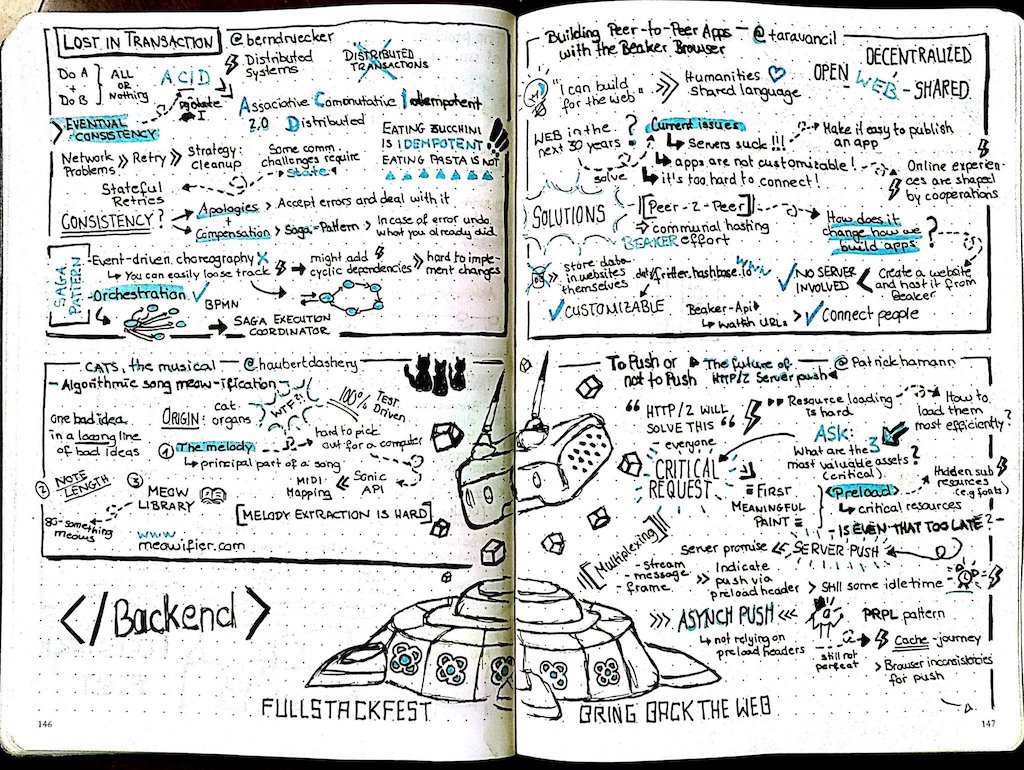 LOST IN TRANSACTION @berndruecker
Do A
+
Do B
ALL
OR
Nothing
ACID
Isolate
I
Distributed
Systems
DISTRIBUTED
TRANSACTIONS
Associative Commutative Idempotent
2.0 Distributed
EVENTUAL
CONSISTENCY
EATING ZUCCHINI
IS IDEMPOTENT
EATING PASTA IS NOT
Network
Problems
Retry
Strategy:
cleanup
Some comm.
challenges require
state
Stateful
Retries
CONSISTENCY?
Apologies > Accept errors and deal with it
+
Compensation > Saga-Pattern > In case of error undo,
what you already did
SAGA
PATTERN
-Event-driven choreography X
You can easily loose track
might add
cyclic dependencies
hard to imple-
ment changes
-Orchestration
BPMN
SAGA EXECUTION
COORDINATOR
CATS, the musical - @haubertdashery
- Algorithmic song meow-ification -
one bad idea
in a looong line
of bad ideas
ORIGIN: cat
organs
WTF?!
100% TEST
Driven
① The melody
principal part of a song
hard to pick
out for a computer
Sonic
API
MIDI
Mapping
② NOTE
LENGTH
③
MEOW
LIBRARY
80-something
meows
www
meowifier.com
[MELODY EXTRACTION IS HARD]
</Backend>
FULLSTACKFEST
146
Building Peer-to-Peer Apps - @taravancil
with the Beaker Browser
DECENTRALIZED
OPEN - WEB - SHARED
"I can build
for the web"
Humanities
shared language
WEB in the
next 30 years
?
solve
Current issues
Servers suck!!!
Make it easy to publish
an app
apps are not customizable!
it's too hard to connect!
Online experien-
ces are shaped
by cooperations
SOLUTIONS
[Peer-2-Peer]
communal hosting
BEAKER effort
How does it
change how we
build apps
?
store data
in websites
themselves
www
NO SERVER
INVOLVED
Create a website
and host it from
Beaker
CUSTOMIZABLE
Beaker-Api
watch URLs
Connect people
To Push or
not to Push
The future of
HTTP/2 Server push
@Patrickhamann
"HTTP/2 WILL
SOLVE THIS"
- everyone
Resource loading
is hard
How to
load them
most efficiently?
ASK:
3
What are the
most valuable assets?
(critical)
CRITICAL
REQUEST
= FIRST
MEANINGFUL
PAINT =
<Preload>
critical resources
Hidden sub
resources
(e.g. fonts)
- IS EVEN THAT TOO LATE? -
[Multiplexing]
- stream
- message
- frame
Server promise
SERVER PUSH
Indicate
push via
preload header
> Still some idle time -
>>> ASYNCH PUSH <<<
not relying on
preload headers
PRPL pattern
still not
perfekt
Cache-journey
> Browser inconsistencies
for push
BRING BACK THE WEB
147